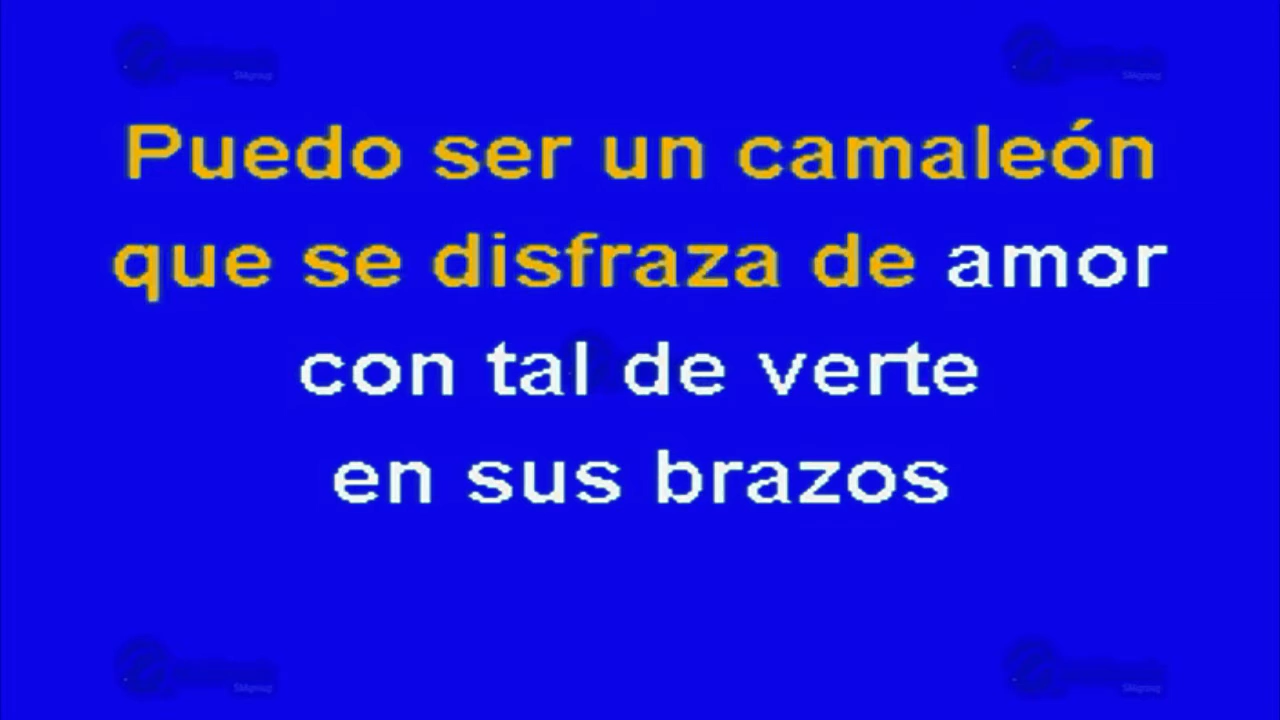 Puedo ser un camaleón
que se disfraza de amor
con tal de verte
en sus brazos